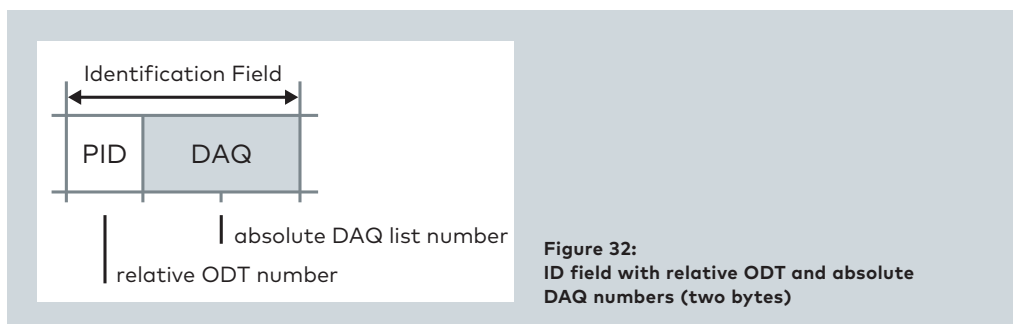 Identification Field
PID
DAQ
absolute DAQ list number
relative ODT number
Figure 32:
ID field with relative ODT and absolute
DAQ numbers (two bytes)